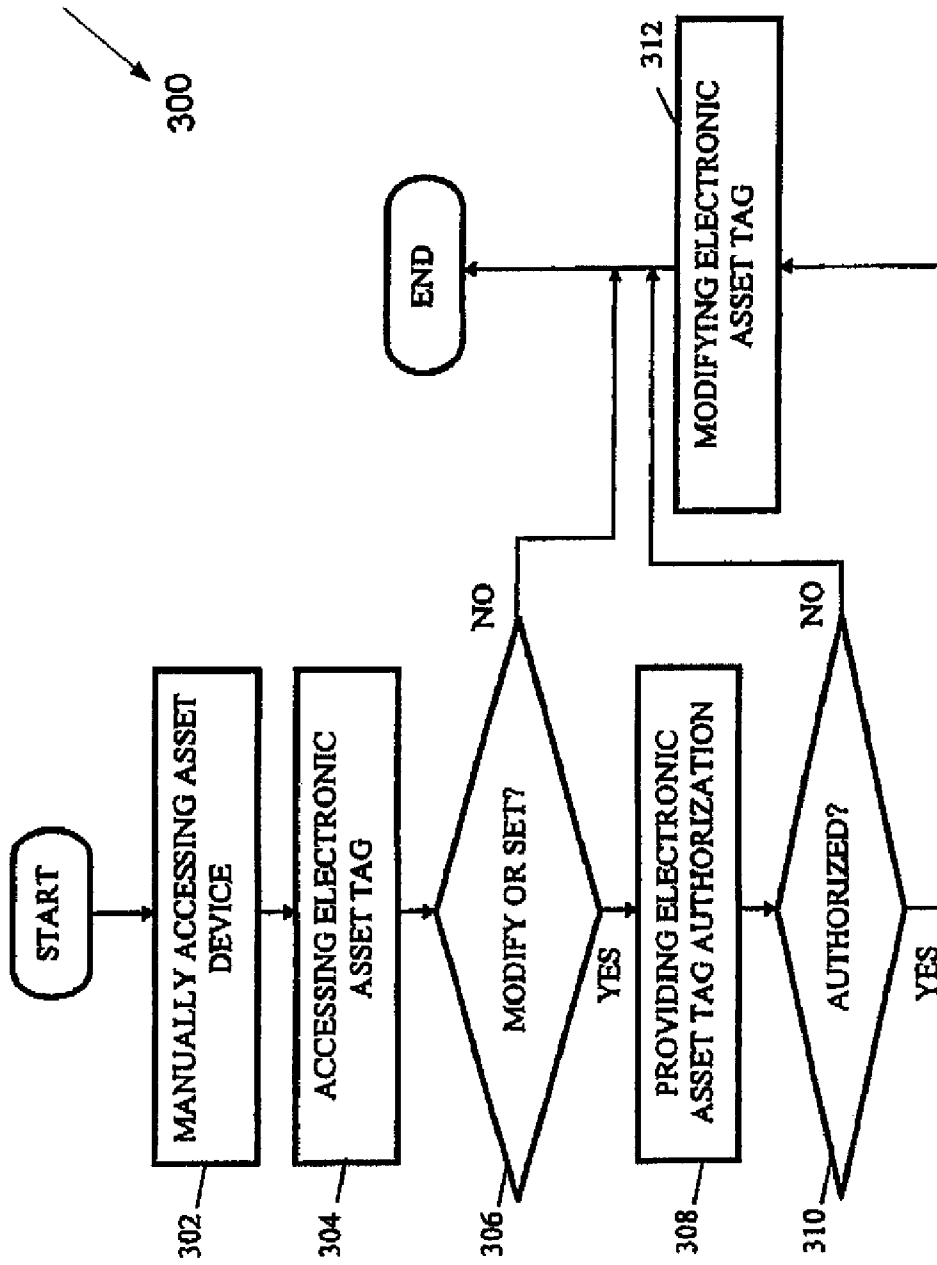 300
START
302
MANUALLY ACCESSING ASSET
DEVICE
304
ACCESSING ELECTRONIC
ASSET TAG
306
MODIFY OR SET?
NO
YES
308
PROVIDING ELECTRONIC
ASSET TAG AUTHORIZATION
310
AUTHORIZED?
NO
YES
312
MODIFYING ELECTRONIC
ASSET TAG
END